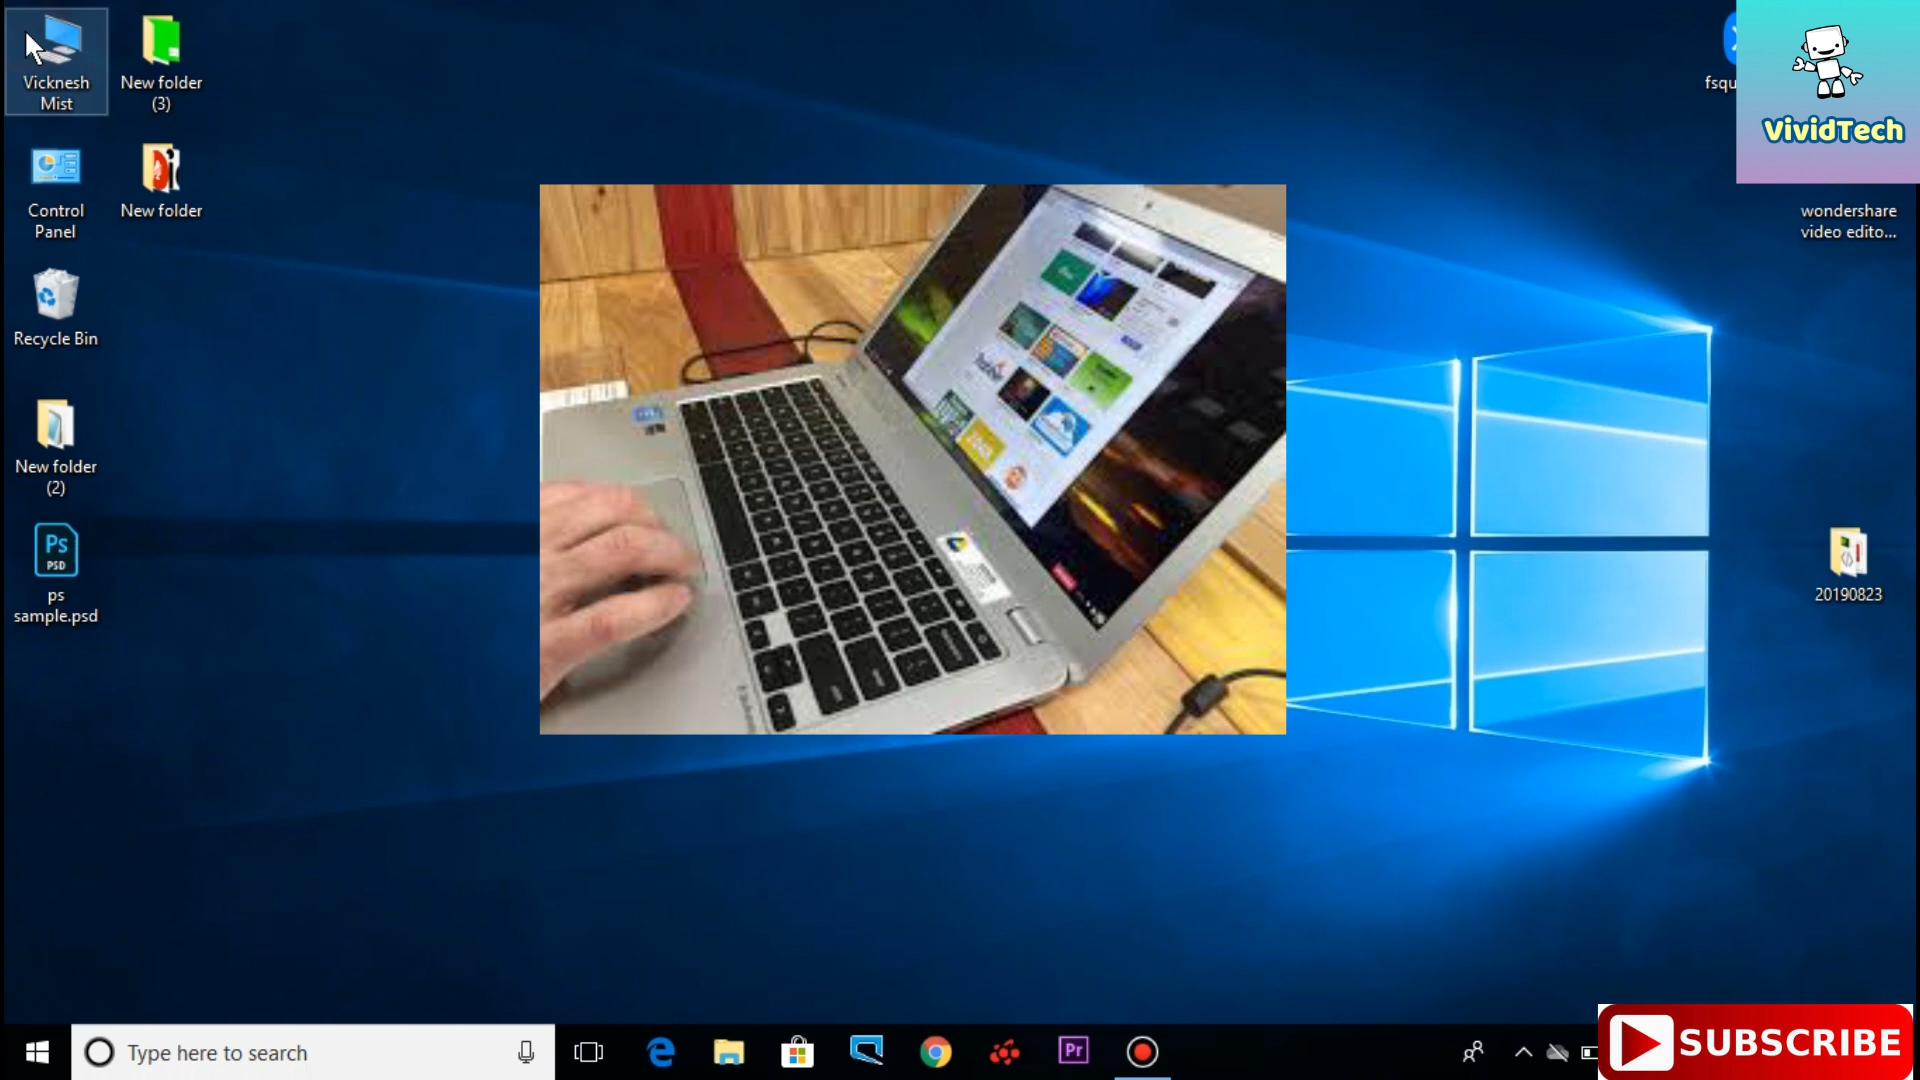 Vicknesh
Mist
New folder
(3)
fsqu
VividTech
Control
Panel
New folder
wondershare
video edito...
Recycle Bin
New folder
(2)
Ps
PSD
ps
sample.psd
20190823
Type here to search
Pr
SUBSCRIBE